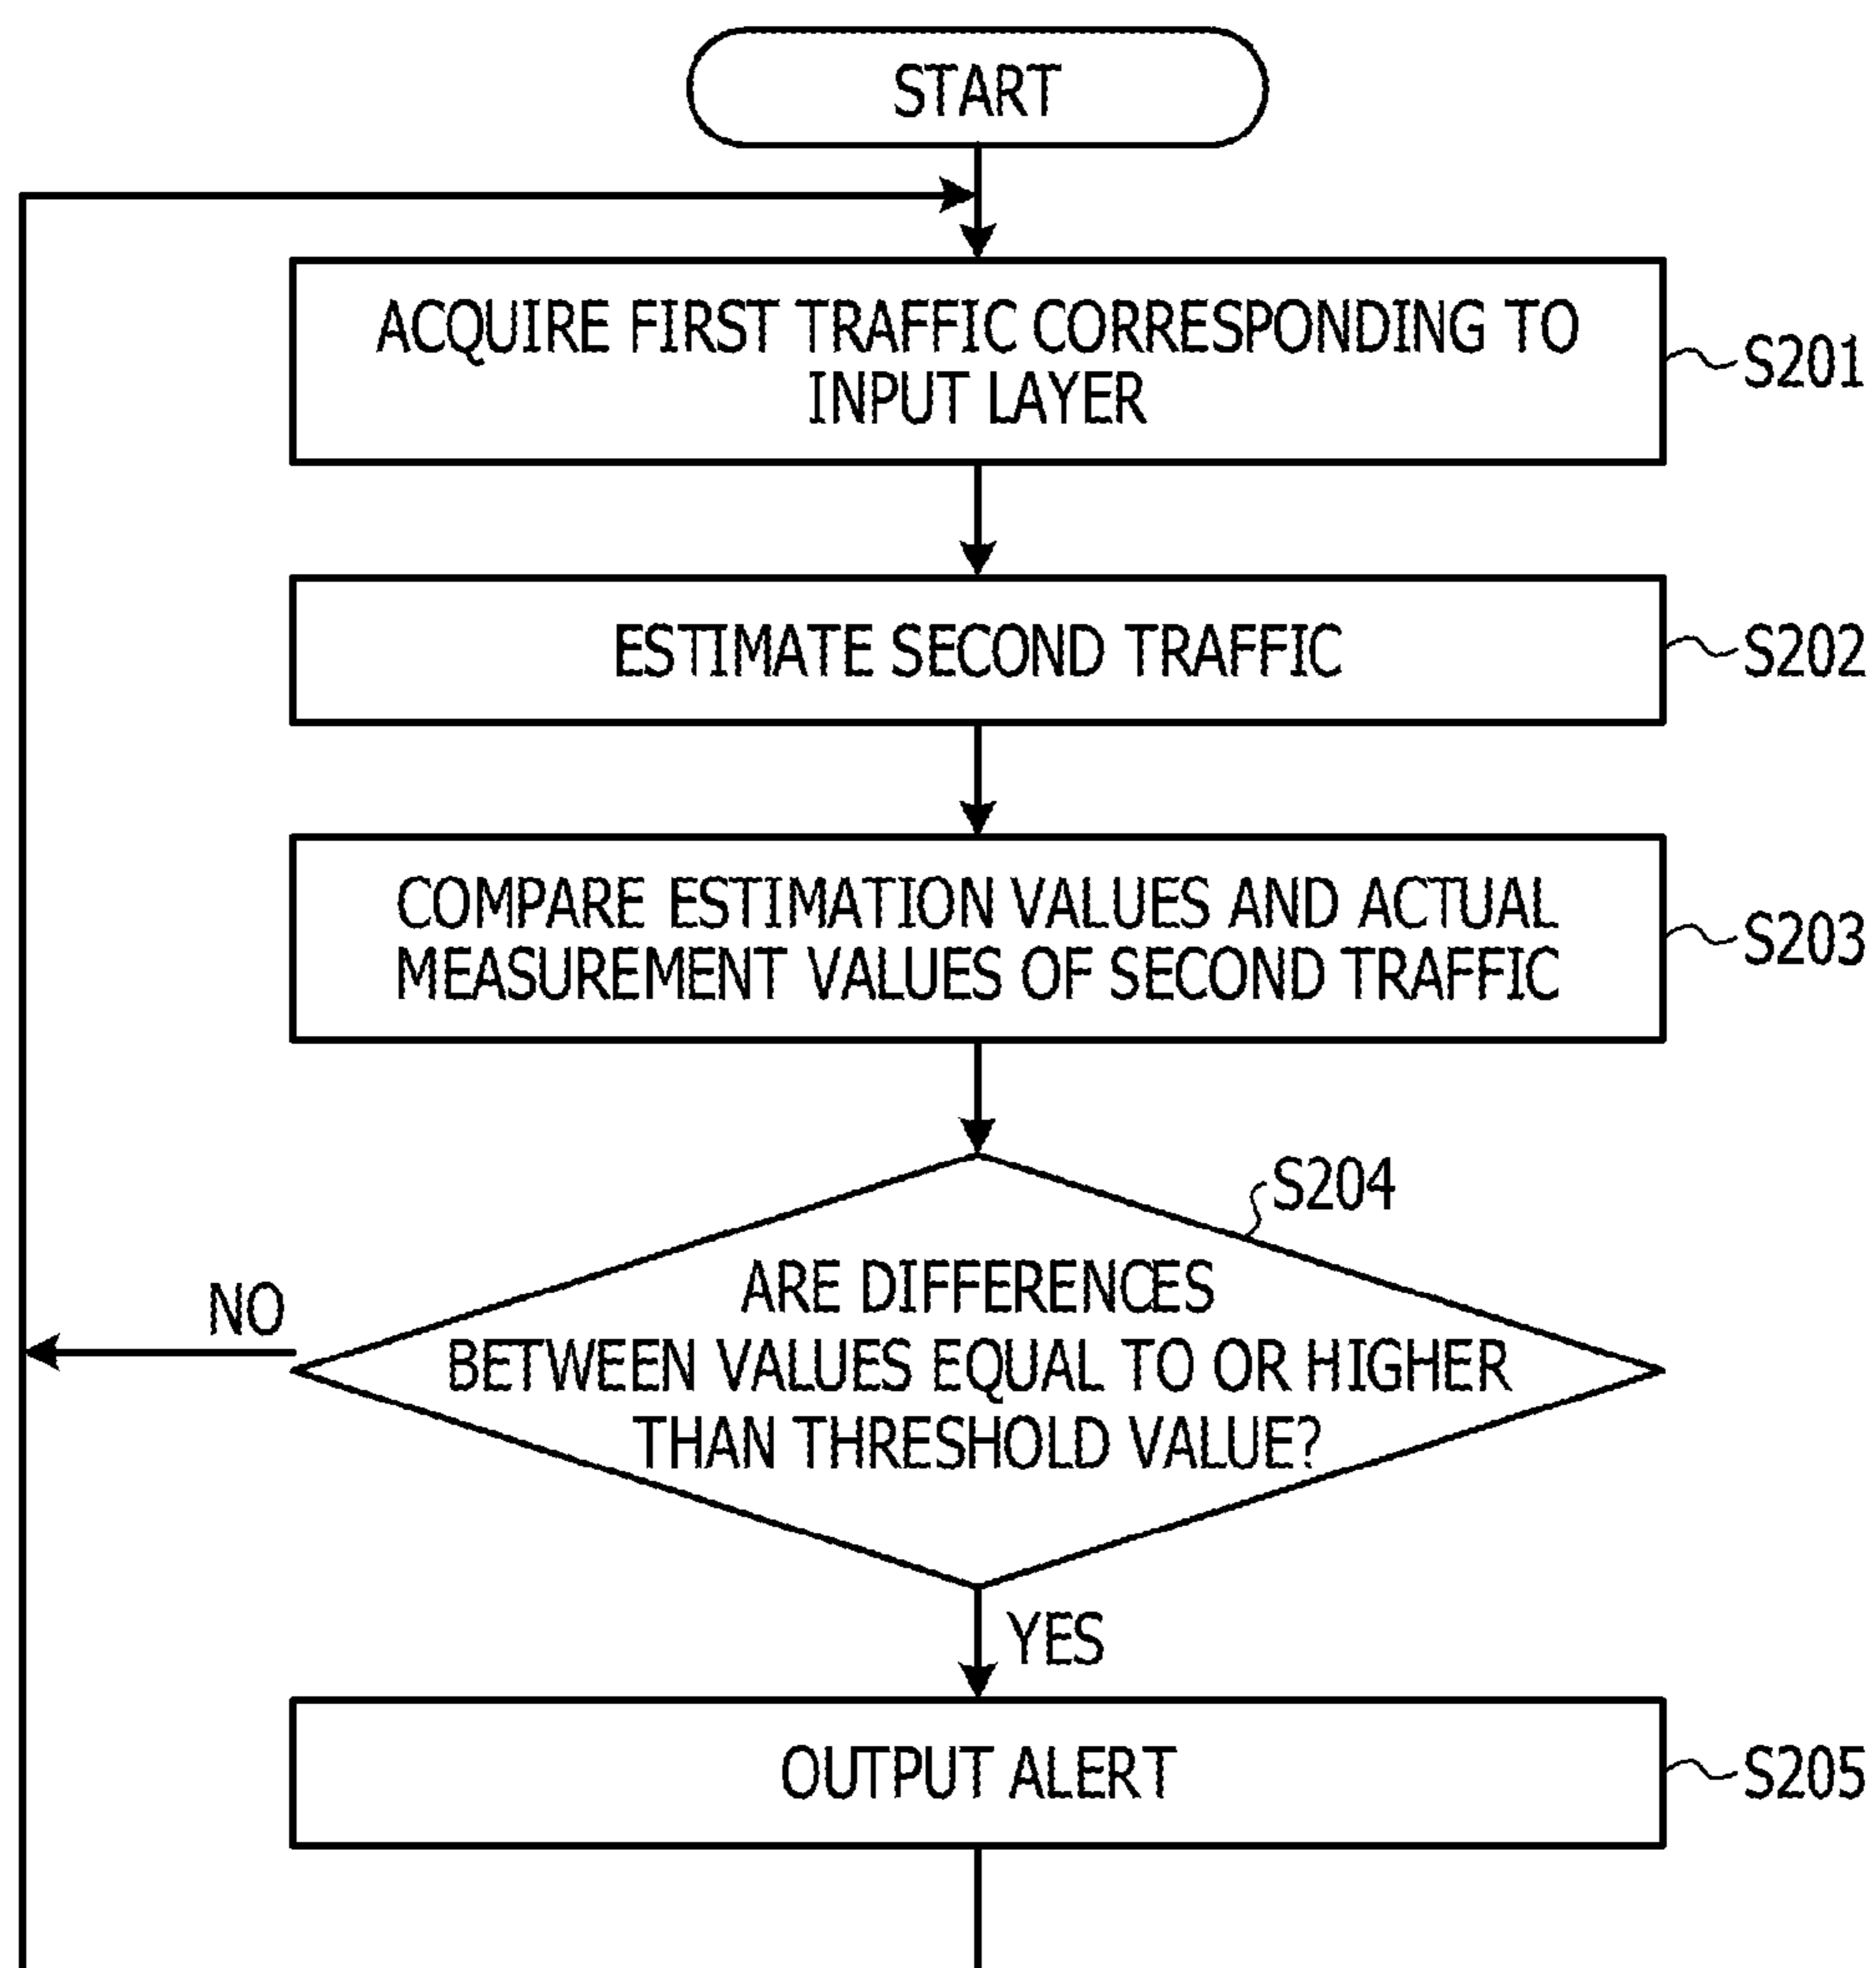 START
ACQUIRE FIRST TRAFFIC CORRESPONDING TO
INPUT LAYER
S201
ESTIMATE SECOND TRAFFIC
S202
COMPARE ESTIMATION VALUES AND ACTUAL
MEASUREMENT VALUES OF SECOND TRAFFIC
S203
S204
ARE DIFFERENCES
BETWEEN VALUES EQUAL TO OR HIGHER
THAN THRESHOLD VALUE?
NO
YES
OUTPUT ALERT
S205